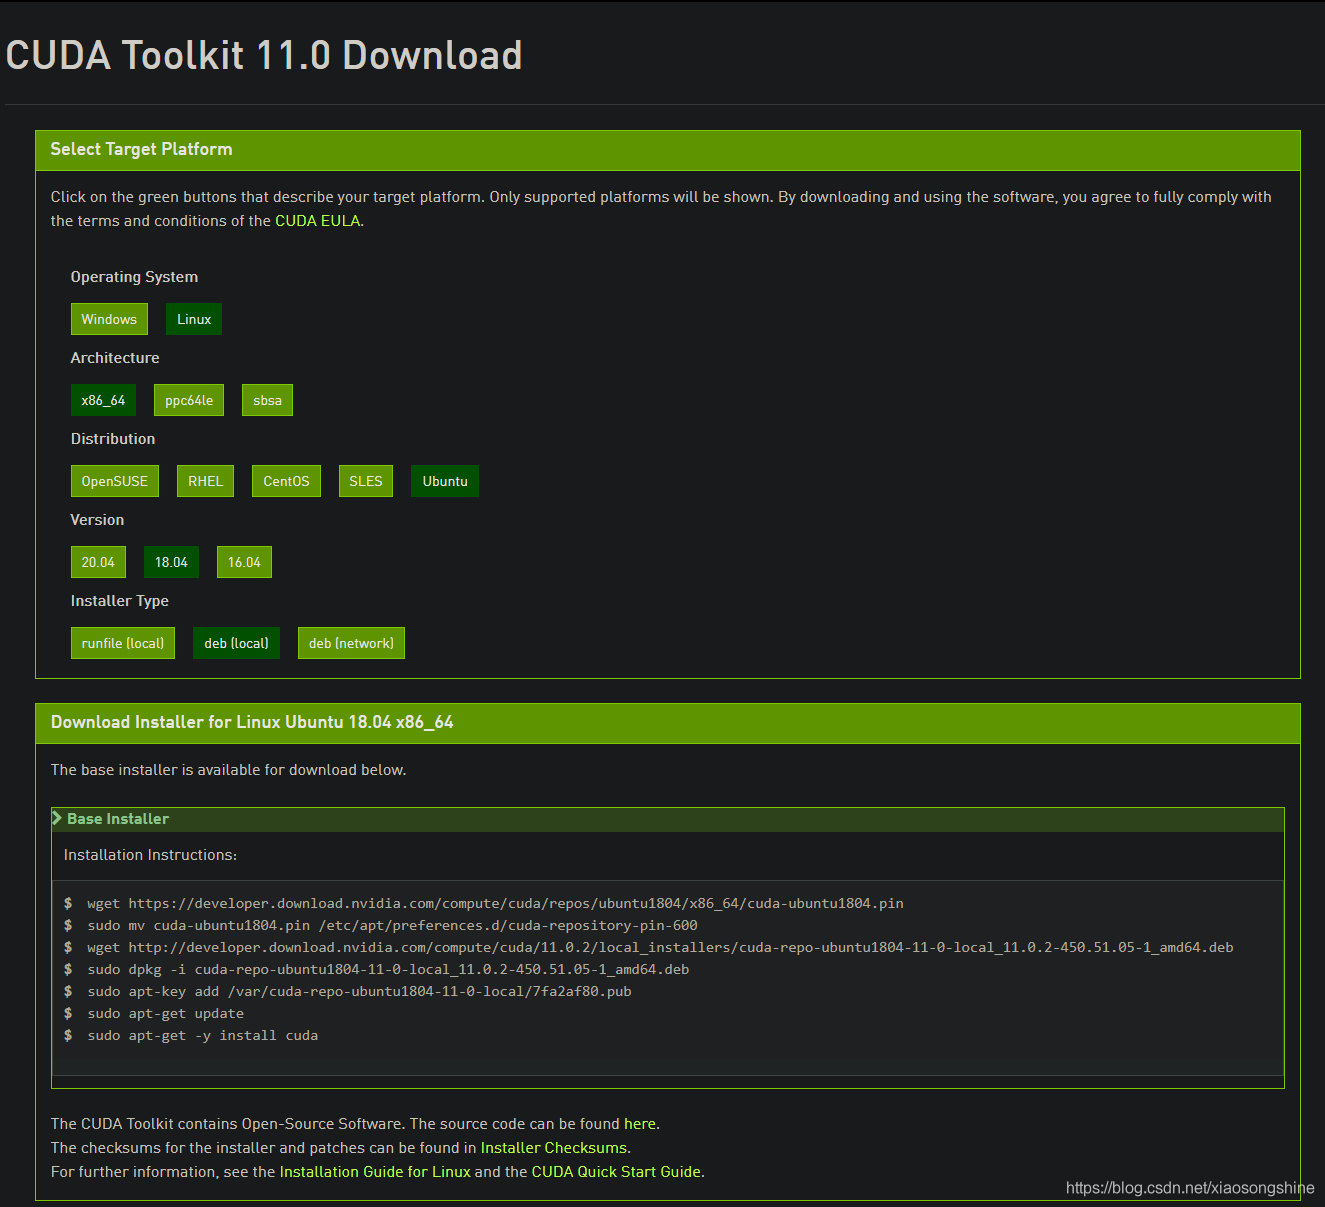 CUDA Toolkit 11.0 Download
Select Target Platform
Click on the green buttons that describe your target platform. Only supported platforms will be shown. By downloading and using the software, you agree to fully comply with
the terms and conditions of the CUDA EULA.
Operating System
Windows Linux
Architecture
x86_64 ppc64le sbsa
Distribution
OpenSUSE RHEL CentOS SLES Ubuntu
Version
20.04 18.04 16.04
Installer Type
runfile (local) deb (local) deb (network)
Download Installer for Linux Ubuntu 18.04 x86_64
The base installer is available for download below.
Base Installer
Installation Instructions:
$ wget https://developer.download.nvidia.com/compute/cuda/repos/ubuntu1804/x86_64/cuda-ubuntu1804.pin
$ sudo mv cuda-ubuntu1804.pin /etc/apt/preferences.d/cuda-repository-pin-600
$ wget http://developer.download.nvidia.com/compute/cuda/11.0.2/local_installers/cuda-repo-ubuntu1804-11-0-local_11.0.2-450.51.05-1_amd64.deb
$ sudo dpkg -i cuda-repo-ubuntu1804-11-0-local_11.0.2-450.51.05-1_amd64.deb
$ sudo apt-key add /var/cuda-repo-ubuntu1804-11-0-local/7fa2af80.pub
$ sudo apt-get update
$ sudo apt-get -y install cuda
The CUDA Toolkit contains Open-Source Software. The source code can be found here.
The checksums for the installer and patches can be found in Installer Checksums.
For further information, see the Installation Guide for Linux and the CUDA Quick Start Guide.
https://blog.csdn.net/xiaosongshine